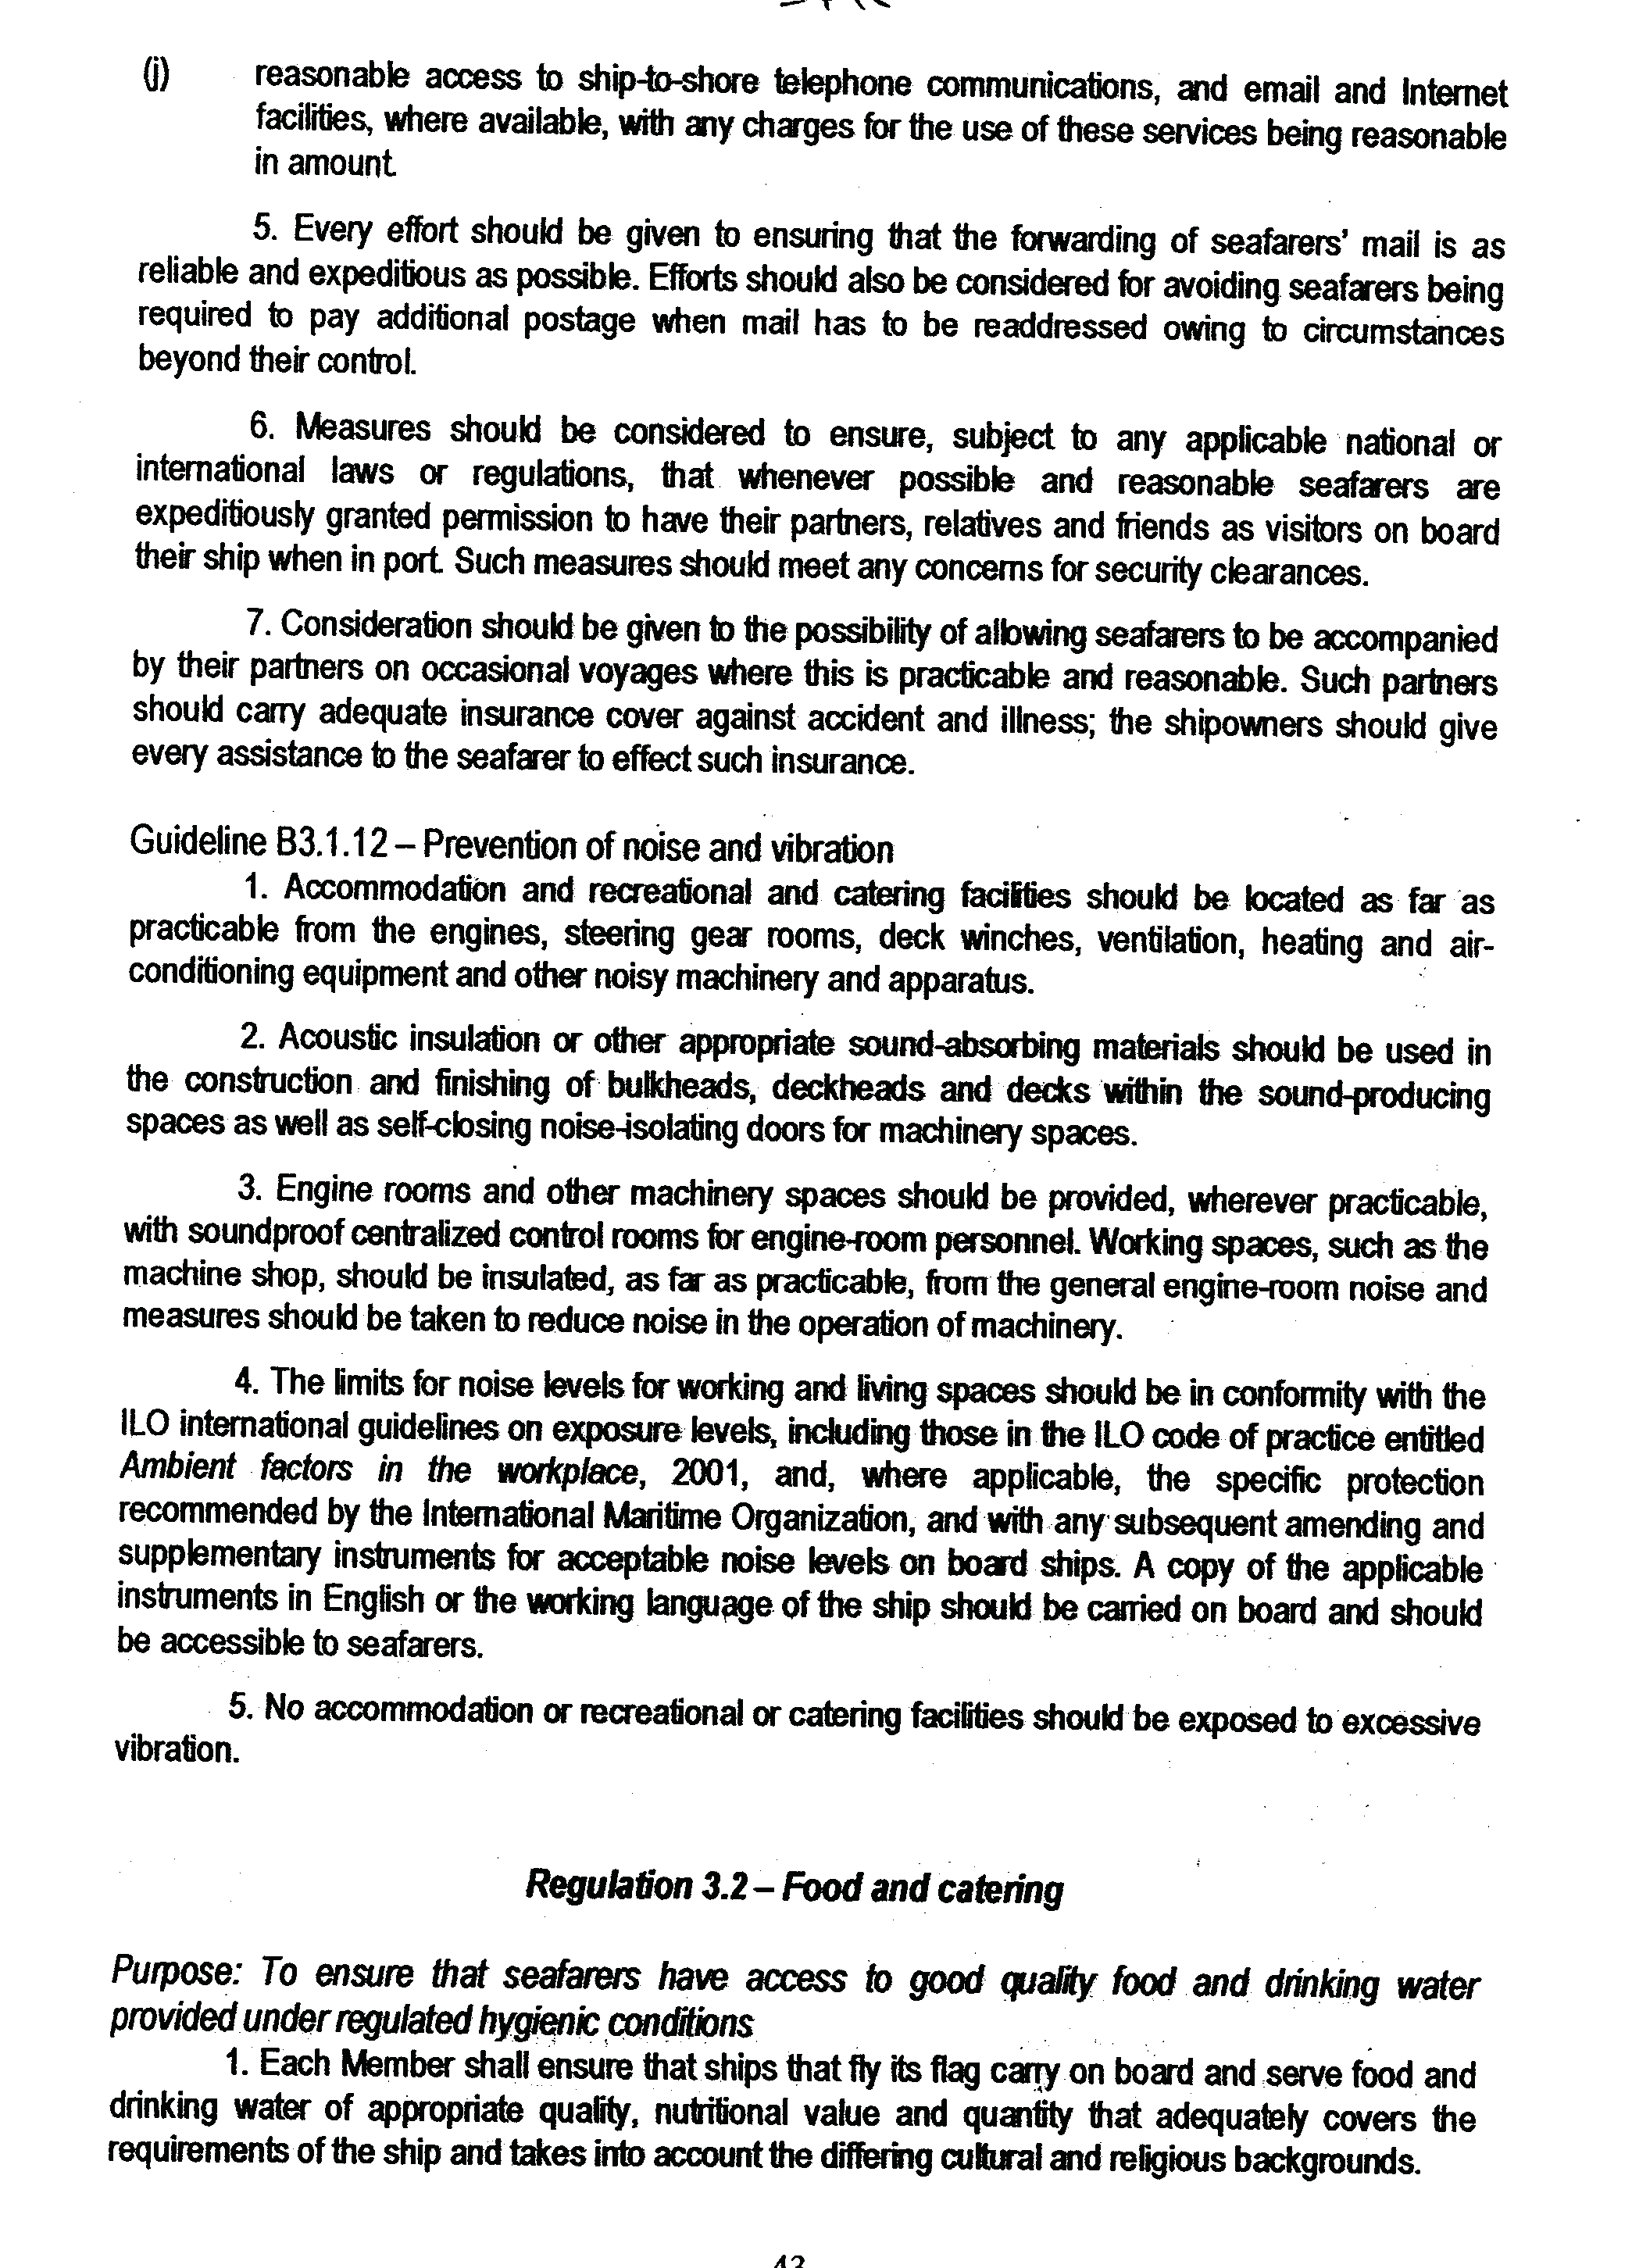 (j) reasonable access to ship-to-shore telephone communications, and email and Internet
facilities, where available, with any charges for the use of these services being reasonable
in amount.
5. Every effort should be given to ensuring that the forwarding of seafarers' mail is as
reliable and expeditious as possible. Efforts should also be considered for avoiding seafarers being
required to pay additional postage when mail has to be readdressed owing to circumstances
beyond their control.
6. Measures should be considered to ensure, subject to any applicable national or
international laws or regulations, that whenever possible and reasonable seafarers are
expeditiously granted permission to have their partners, relatives and friends as visitors on board
their ship when in port. Such measures should meet any concerns for security clearances.
7. Consideration should be given to the possibility of allowing seafarers to be accompanied
by their partners on occasional voyages where this is practicable and reasonable. Such partners
should carry adequate insurance cover against accident and illness; the shipowners should give
every assistance to the seafarer to effect such insurance.
Guideline B3.1.12 – Prevention of noise and vibration
1. Accommodation and recreational and catering facilities should be located as far as
practicable from the engines, steering gear rooms, deck winches, ventilation, heating and air-
conditioning equipment and other noisy machinery and apparatus.
2. Acoustic insulation or other appropriate sound-absorbing materials should be used in
the construction and finishing of bulkheads, deckheads and decks within the sound-producing
spaces as well as self-closing noise-isolating doors for machinery spaces.
3. Engine rooms and other machinery spaces should be provided, wherever practicable,
with soundproof centralized control rooms for engine-room personnel. Working spaces, such as the
machine shop, should be insulated, as far as practicable, from the general engine-room noise and
measures should be taken to reduce noise in the operation of machinery.
4. The limits for noise levels for working and living spaces should be in conformity with the
ILO international guidelines on exposure levels, including those in the ILO code of practice entitled
Ambient factors in the workplace, 2001, and, where applicable, the specific protection
recommended by the International Maritime Organization, and with any subsequent amending and
supplementary instruments for acceptable noise levels on board ships. A copy of the applicable
instruments in English or the working language of the ship should be carried on board and should
be accessible to seafarers.
5. No accommodation or recreational or catering facilities should be exposed to excessive
vibration.
Regulation 3.2 – Food and catering
Purpose: To ensure that seafarers have access to good quality food and drinking water
provided under regulated hygienic conditions
1. Each Member shall ensure that ships that fly its flag carry on board and serve food and
drinking water of appropriate quality, nutritional value and quantity that adequately covers the
requirements of the ship and takes into account the differing cultural and religious backgrounds.